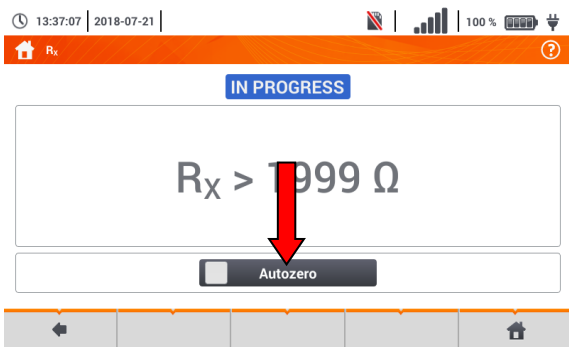 13:37:07 2018-07-21 100 %
Rx ?
IN PROGRESS
Rx > 1999 Ω
Autozero